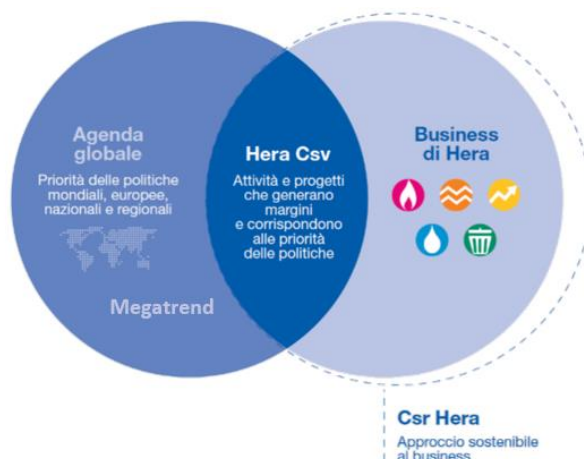 Agenda
globale
Priorità delle politiche
mondiali, europee,
nazionali e regionali
Megatrend
Hera Csv
Attività e progetti
che generano
margini
e corrispondono
alle priorità
delle politiche
Business
di Hera
Csr Hera
Approccio sostenibile
al business